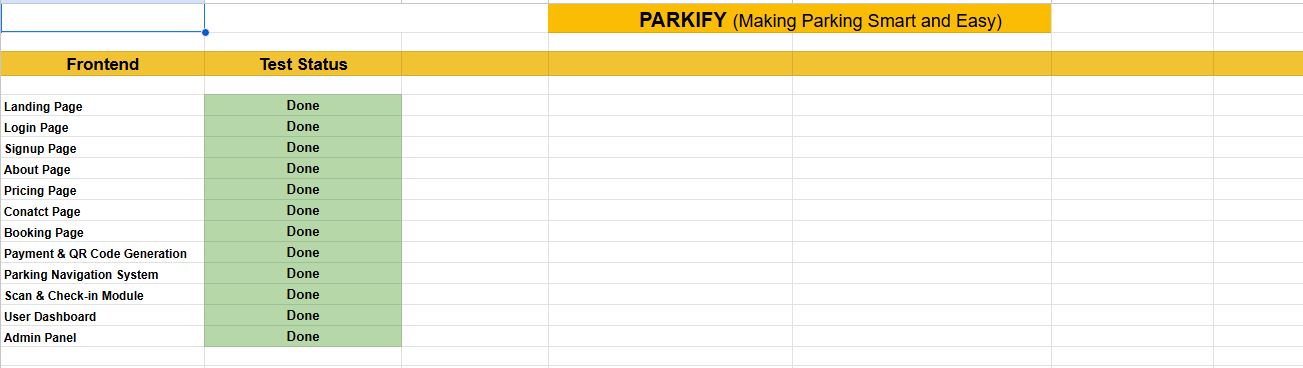 PARKIFY (Making Parking Smart and Easy)
Frontend Test Status
Landing Page Done
Login Page Done
Signup Page Done
About Page Done
Pricing Page Done
Conatct Page Done
Booking Page Done
Payment & QR Code Generation Done
Parking Navigation System Done
Scan & Check-in Module Done
User Dashboard Done
Admin Panel Done